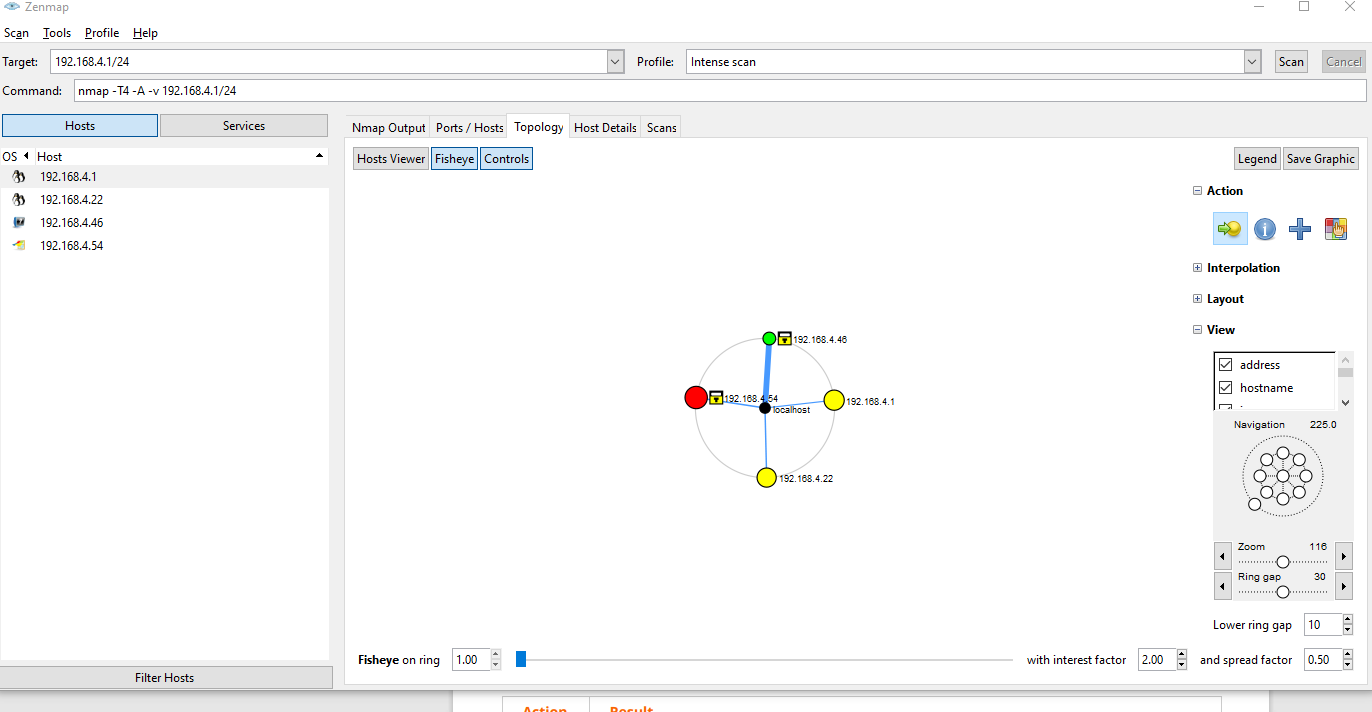 Zenmap
Scan Tools Profile Help
Target: 192.168.4.1/24 Profile: Intense scan Scan Cancel
Command: nmap -T4 -A -v 192.168.4.1/24
Hosts Services
Nmap Output Ports / Hosts Topology Host Details Scans
OS Host
192.168.4.1
192.168.4.22
192.168.4.46
192.168.4.54
Filter Hosts
Hosts Viewer Fisheye Controls Legend Save Graphic
192.168.4.46
192.168.4.54
localhost
192.168.4.1
192.168.4.22
Action
Interpolation
Layout
View
address
hostname
Navigation 225.0
Zoom 116
Ring gap 30
Lower ring gap 10
Fisheye on ring 1.00 with interest factor 2.00 and spread factor 0.50
Action Result